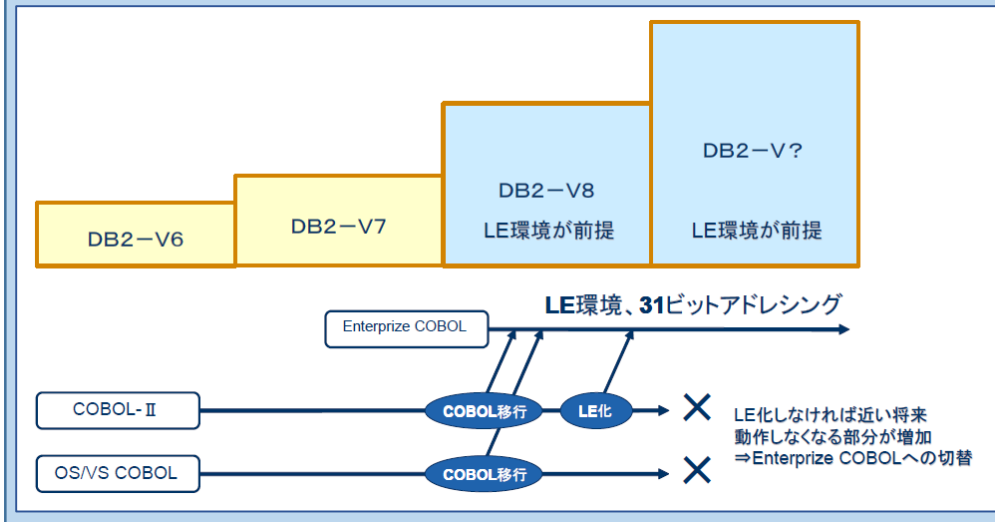 DB2－V6
DB2－V7
DB2－V8
LE環境が前提
DB2－V？
LE環境が前提
LE環境、31ビットアドレシング
Enterprize COBOL
COBOL-Ⅱ
COBOL移行
LE化
×
LE化しなければ近い将来
動作しなくなる部分が増加
⇒Enterprize COBOLへの切替
OS/VS COBOL
COBOL移行
×